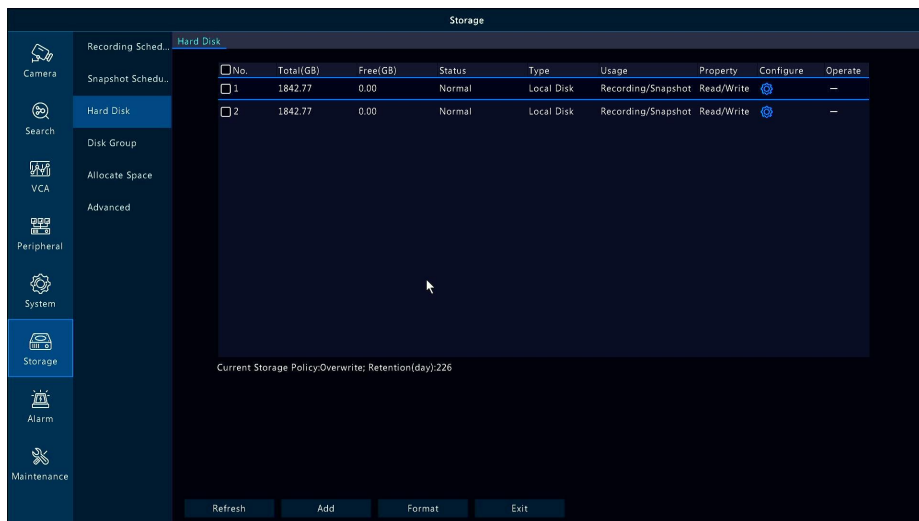 Storage
Camera
Search
VCA
Peripheral
System
Storage
Alarm
Maintenance
Recording Sched...
Snapshot Schedu..
Hard Disk
Disk Group
Allocate Space
Advanced
Hard Disk
No. Total(GB) Free(GB) Status Type Usage Property Configure Operate
1 1842.77 0.00 Normal Local Disk Recording/Snapshot Read/Write —
2 1842.77 0.00 Normal Local Disk Recording/Snapshot Read/Write —
Current Storage Policy:Overwrite; Retention(day):226
Refresh Add Format Exit